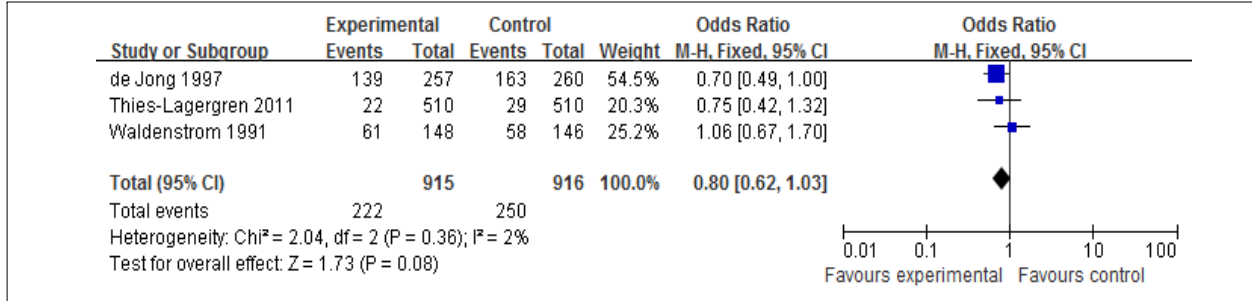 Experimental Control Odds Ratio Odds Ratio
Study or Subgroup Events Total Events Total Weight M-H, Fixed, 95% CI M-H, Fixed, 95% CI
de Jong 1997 139 257 163 260 54.5% 0.70 [0.49, 1.00]
Thies-Lagergren 2011 22 510 29 510 20.3% 0.75 [0.42, 1.32]
Waldenstrom 1991 61 148 58 146 25.2% 1.06 [0.67, 1.70]
Total (95% CI) 915 916 100.0% 0.80 [0.62, 1.03]
Total events 222 250
Heterogeneity: Chi² = 2.04, df = 2 (P = 0.36); I² = 2%
Test for overall effect: Z = 1.73 (P = 0.08)
0.01 0.1 1 10 100
Favours experimental Favours control